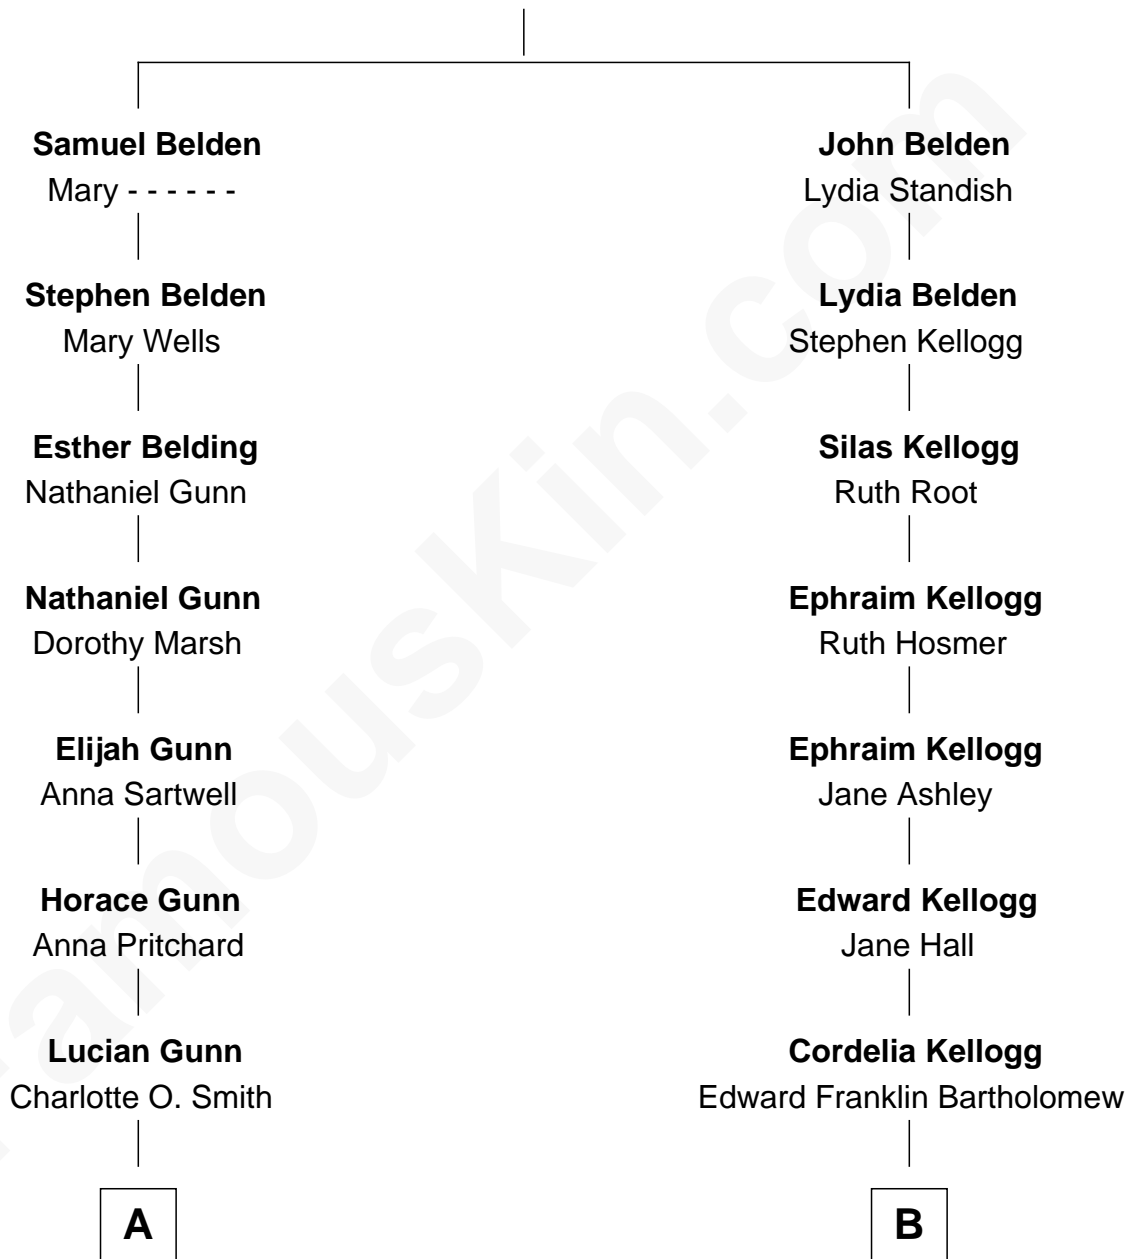 Samuel Belden
Mary - - - - - -
Stephen Belden
Mary Wells
Esther Belding
Nathaniel Gunn
Nathaniel Gunn
Dorothy Marsh
Elijah Gunn
Anna Sartwell
Horace Gunn
Anna Pritchard
Lucian Gunn
Charlotte O. Smith
A
John Belden
Lydia Standish
Lydia Belden
Stephen Kellogg
Silas Kellogg
Ruth Root
Ephraim Kellogg
Ruth Hosmer
Ephraim Kellogg
Jane Ashley
Edward Kellogg
Jane Hall
Cordelia Kellogg
Edward Franklin Bartholomew
B
FamousKin.com